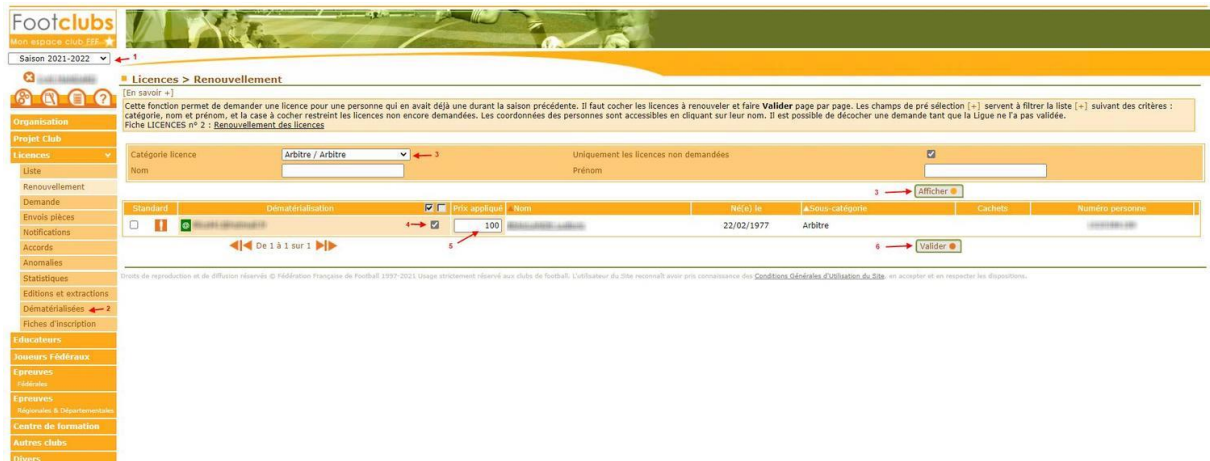 Footclubs
Mon espace club FFF
Saison 2021-2022
1
Licences > Renouvellement
[En savoir +]
Cette fonction permet de demander une licence pour une personne qui en avait déjà une durant la saison précédente. Il faut cocher les licences à renouveler et faire Valider page par page. Les champs de pré sélection [+] servent à filtrer la liste [+] suivant des critères :
catégorie, nom et prénom, et la case à cocher restreint les licences non encore demandées. Les coordonnées des personnes sont accessibles en cliquant sur leur nom. Il est possible de décocher une demande tant que la Ligue ne l'a pas validée.
Fiche LICENCES n° 2 : Renouvellement des licences
Organisation
Projet Club
Licences
Liste
Renouvellement
Demande
Envois pièces
Notifications
Accords
Anomalies
Statistiques
Editions et extractions
Dématérialisées
2
Fiches d'inscription
Educateurs
Joueurs Fédéraux
Epreuves
Fédérales
Epreuves
Régionales & Départementales
Centre de formation
Autres clubs
Divers
Catégorie licence
Arbitre / Arbitre
3
Uniquement les licences non demandées
Nom
Prénom
3
Afficher
Standard
Dématérialisation
Prix appliqué
Nom
Né(e) le
Sous-catégorie
Cachets
Numéro personne
4
100
22/02/1977
Arbitre
De 1 à 1 sur 1
5
6
Valider
Droits de reproduction et de diffusion réservés © Fédération Française de Football 1997-2021 Usage strictement réservé aux clubs de football. L'utilisateur du Site reconnaît avoir pris connaissance des Conditions Générales d'Utilisation du Site, en accepter et en respecter les dispositions.